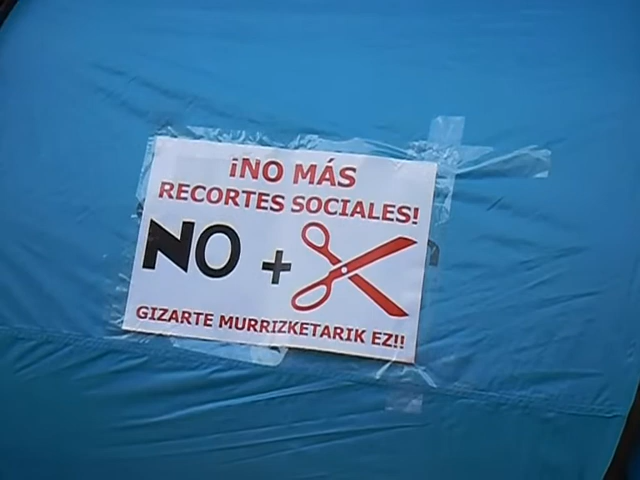 ¡NO MÁS
RECORTES SOCIALES!
NO +
GIZARTE MURRIZKETARIK EZ!!